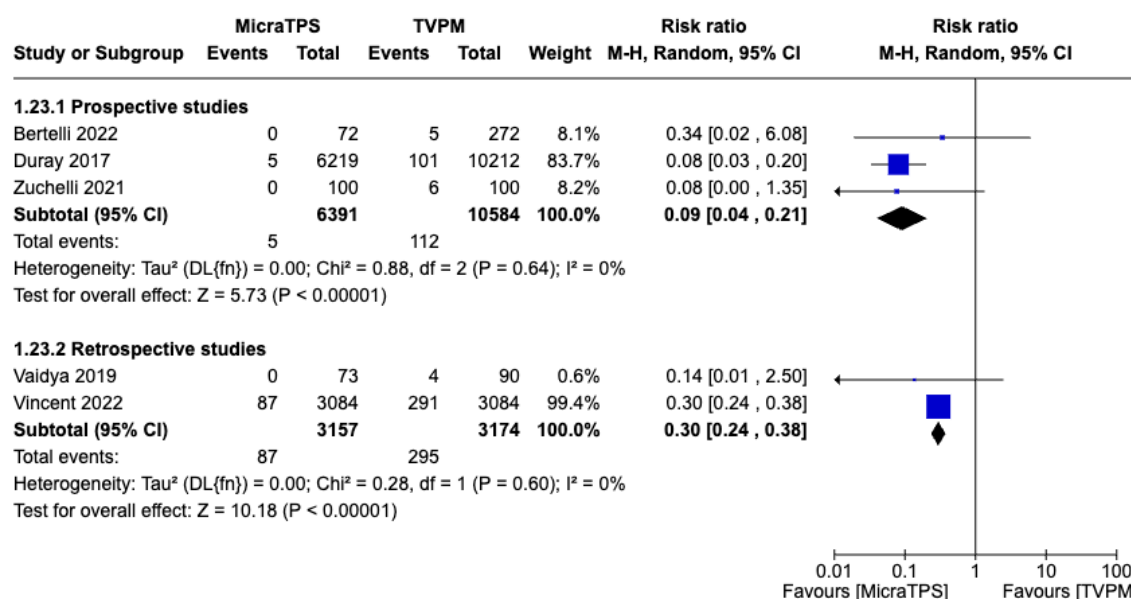 MicraTPS TVPM Risk ratio Risk ratio
Study or Subgroup Events Total Events Total Weight M-H, Random, 95% CI M-H, Random, 95% CI
1.23.1 Prospective studies
Bertelli 2022 0 72 5 272 8.1% 0.34 [0.02 , 6.08]
Duray 2017 5 6219 101 10212 83.7% 0.08 [0.03 , 0.20]
Zuchelli 2021 0 100 6 100 8.2% 0.08 [0.00 , 1.35]
Subtotal (95% CI) 6391 10584 100.0% 0.09 [0.04 , 0.21]
Total events: 5 112
Heterogeneity: Tau² (DL{fn}) = 0.00; Chi² = 0.88, df = 2 (P = 0.64); I² = 0%
Test for overall effect: Z = 5.73 (P < 0.00001)
1.23.2 Retrospective studies
Vaidya 2019 0 73 4 90 0.6% 0.14 [0.01 , 2.50]
Vincent 2022 87 3084 291 3084 99.4% 0.30 [0.24 , 0.38]
Subtotal (95% CI) 3157 3174 100.0% 0.30 [0.24 , 0.38]
Total events: 87 295
Heterogeneity: Tau² (DL{fn}) = 0.00; Chi² = 0.28, df = 1 (P = 0.60); I² = 0%
Test for overall effect: Z = 10.18 (P < 0.00001)
0.01 0.1 1 10 100
Favours [MicraTPS] Favours [TVPM